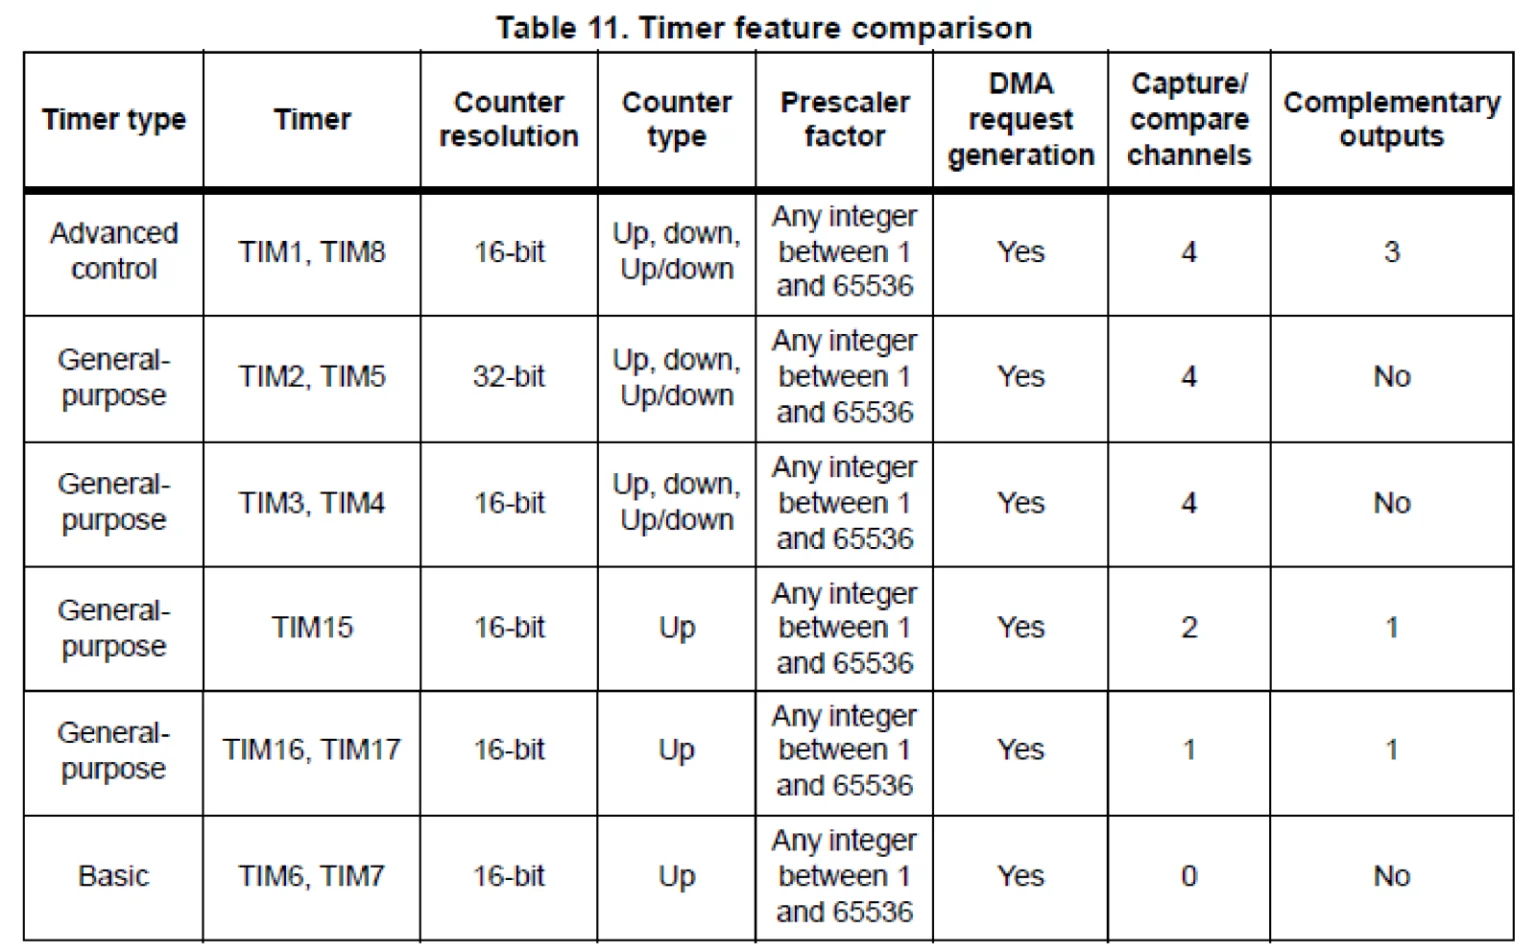 Table 11. Timer feature comparison
Timer type
Timer
Counter
resolution
Counter
type
Prescaler
factor
DMA
request
generation
Capture/
compare
channels
Complementary
outputs
Advanced
control
TIM1, TIM8
16-bit
Up, down,
Up/down
Any integer
between 1
and 65536
Yes
4
3
General-
purpose
TIM2, TIM5
32-bit
Up, down,
Up/down
Any integer
between 1
and 65536
Yes
4
No
General-
purpose
TIM3, TIM4
16-bit
Up, down,
Up/down
Any integer
between 1
and 65536
Yes
4
No
General-
purpose
TIM15
16-bit
Up
Any integer
between 1
and 65536
Yes
2
1
General-
purpose
TIM16, TIM17
16-bit
Up
Any integer
between 1
and 65536
Yes
1
1
Basic
TIM6, TIM7
16-bit
Up
Any integer
between 1
and 65536
Yes
0
No